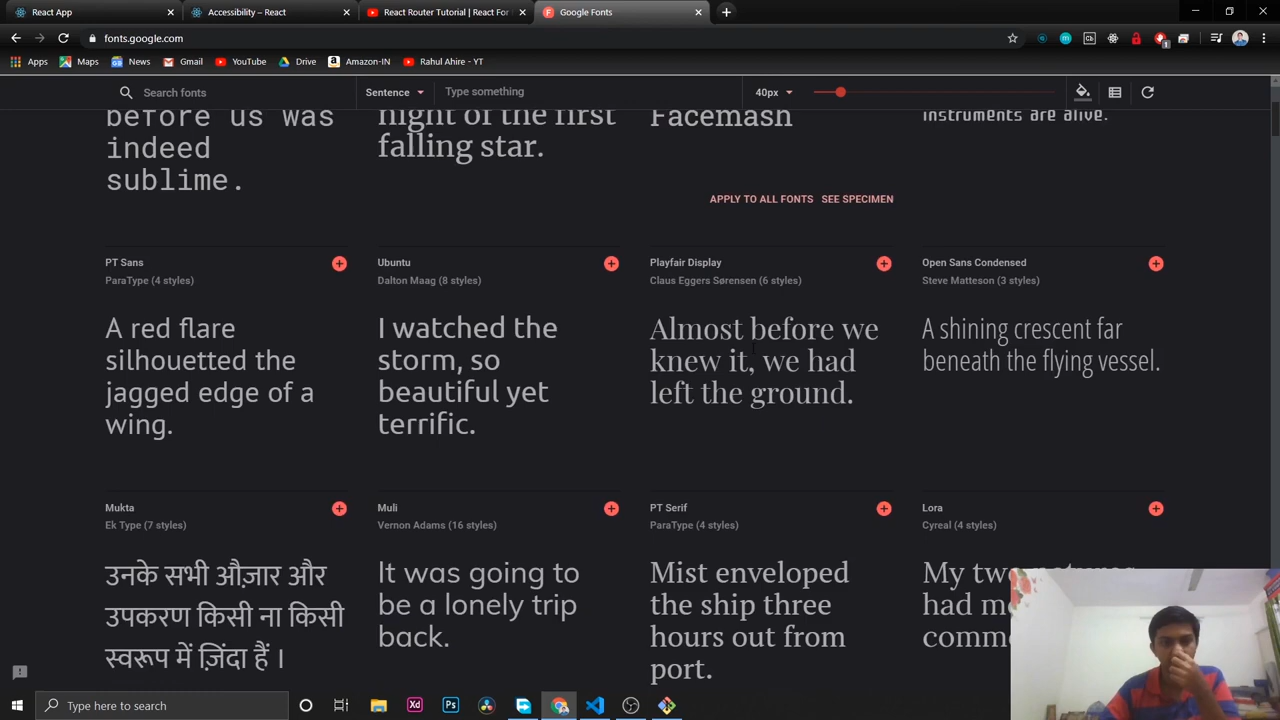 React App
Accessibility – React
React Router Tutorial | React For
Google Fonts
fonts.google.com
Apps
Maps
News
Gmail
YouTube
Drive
Amazon-IN
Rahul Ahire - YT
Search fonts
Sentence
Type something
40px
before us was
indeed
sublime.
night of the first
falling star.
Facemash
instruments are alive.
APPLY TO ALL FONTS SEE SPECIMEN
PT Sans
ParaType (4 styles)
A red flare
silhouetted the
jagged edge of a
wing.
Ubuntu
Dalton Maag (8 styles)
I watched the
storm, so
beautiful yet
terrific.
Playfair Display
Claus Eggers Sørensen (6 styles)
Almost before we
knew it, we had
left the ground.
Open Sans Condensed
Steve Matteson (3 styles)
A shining crescent far
beneath the flying vessel.
Mukta
Ek Type (7 styles)
उनके सभी औज़ार और
उपकरण किसी ना किसी
स्वरूप में ज़िंदा हैं ।
Muli
Vernon Adams (16 styles)
It was going to
be a lonely trip
back.
PT Serif
ParaType (4 styles)
Mist enveloped
the ship three
hours out from
port.
Lora
Cyreal (4 styles)
My two
had
comm
Type here to search